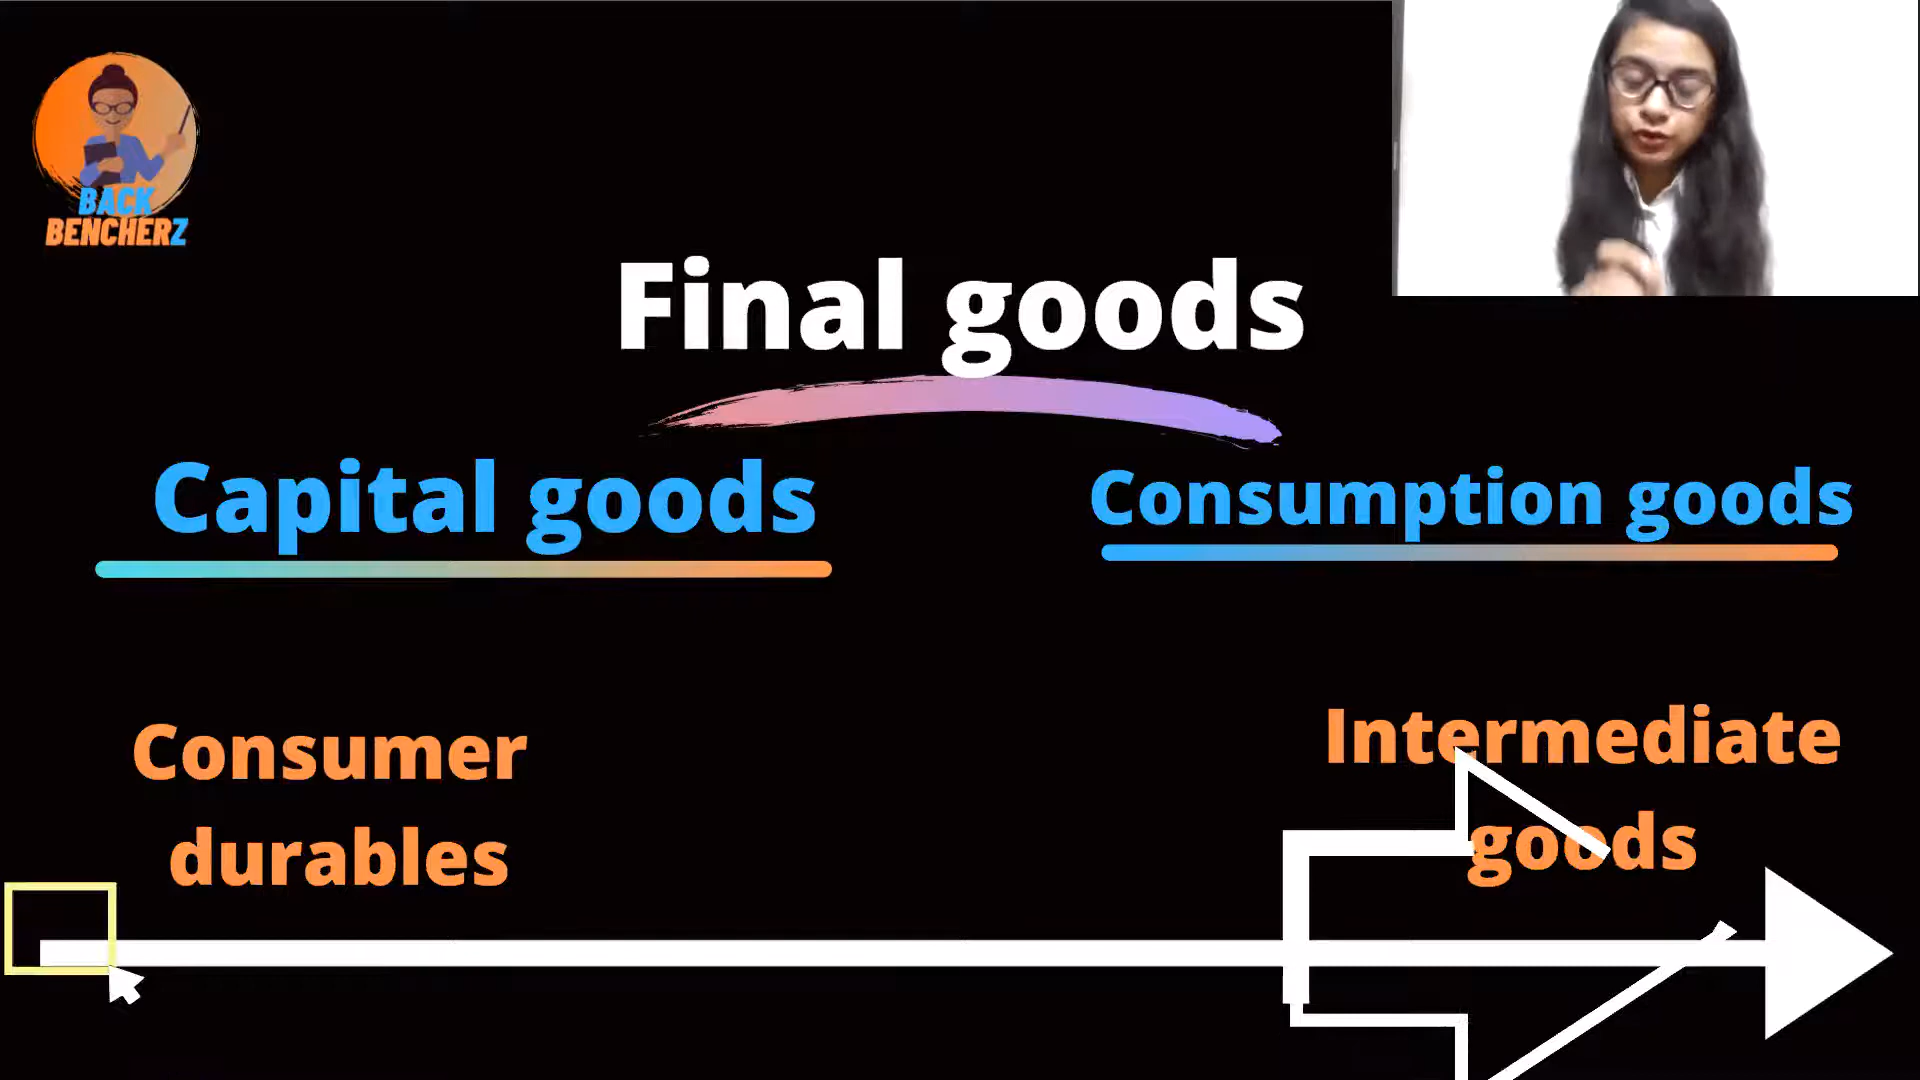 BACK
BENCHERZ
Final goods
Capital goods
Consumption goods
Consumer
durables
Intermediate
goods